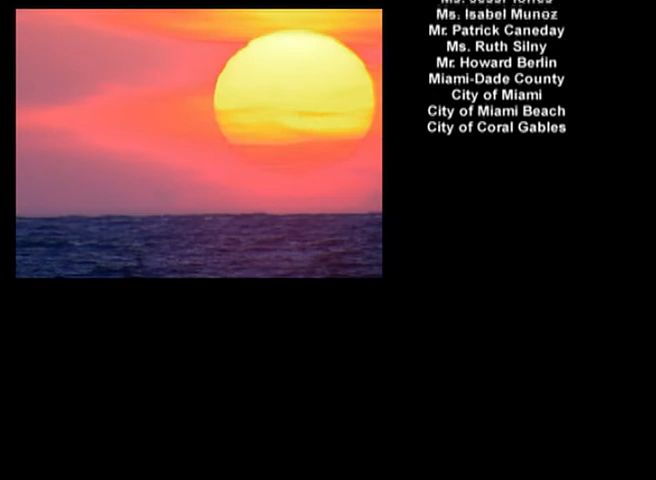 Ms. Isabel Munoz
Mr. Patrick Caneday
Ms. Ruth Silny
Mr. Howard Berlin
Miami-Dade County
City of Miami
City of Miami Beach
City of Coral Gables